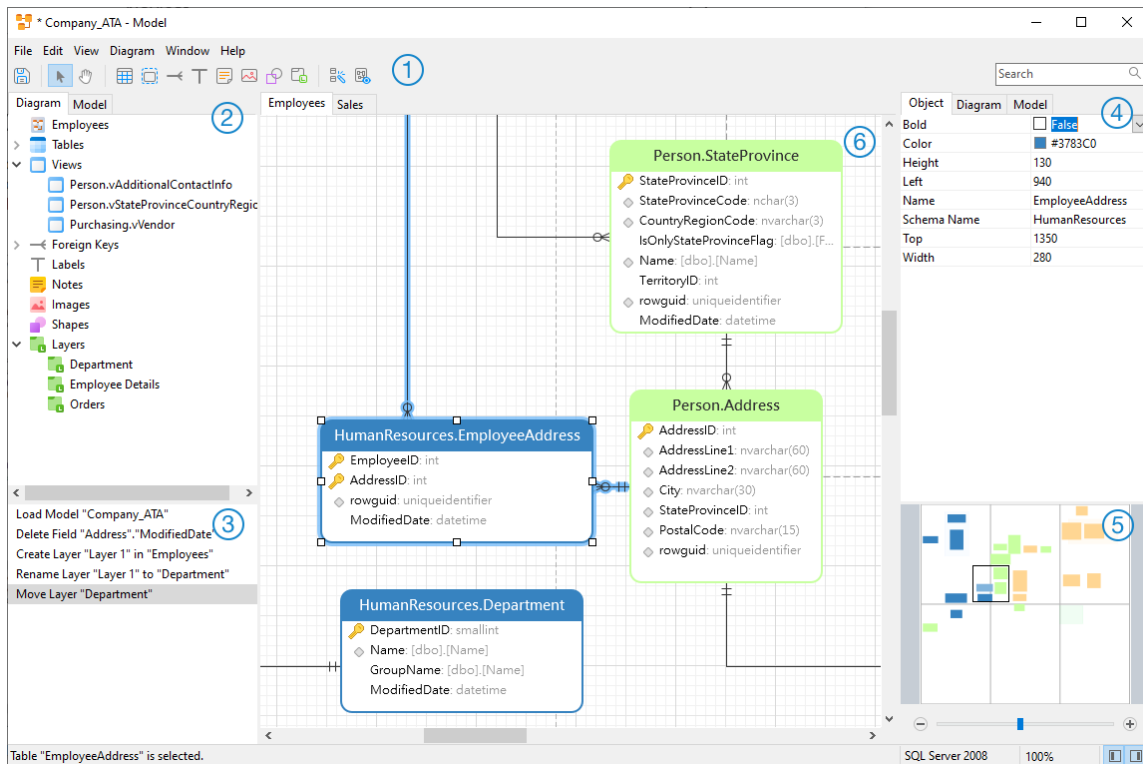 * Company_ATA - Model
File Edit View Diagram Window Help
1
Search
Diagram Model
2
Employees
Tables
Views
Person.vAdditionalContactInfo
Person.vStateProvinceCountryRegic
Purchasing.vVendor
Foreign Keys
Labels
Notes
Images
Shapes
Layers
Department
Employee Details
Orders
3
Load Model "Company_ATA"
Delete Field "Address"."ModifiedDate"
Create Layer "Layer 1" in "Employees"
Rename Layer "Layer 1" to "Department"
Move Layer "Department"
Employees Sales
6
Person.StateProvince
StateProvinceID: int
StateProvinceCode: nchar(3)
CountryRegionCode: nvarchar(3)
IsOnlyStateProvinceFlag: [dbo].[F...
Name: [dbo].[Name]
TerritoryID: int
rowguid: uniqueidentifier
ModifiedDate: datetime
HumanResources.EmployeeAddress
EmployeeID: int
AddressID: int
rowguid: uniqueidentifier
ModifiedDate: datetime
Person.Address
AddressID: int
AddressLine1: nvarchar(60)
AddressLine2: nvarchar(60)
City: nvarchar(30)
StateProvinceID: int
PostalCode: nvarchar(15)
rowguid: uniqueidentifier
HumanResources.Department
DepartmentID: smallint
Name: [dbo].[Name]
GroupName: [dbo].[Name]
ModifiedDate: datetime
Object Diagram Model
4
Bold False
Color #3783C0
Height 130
Left 940
Name EmployeeAddress
Schema Name HumanResources
Top 1350
Width 280
5
Table "EmployeeAddress" is selected.
SQL Server 2008 100%